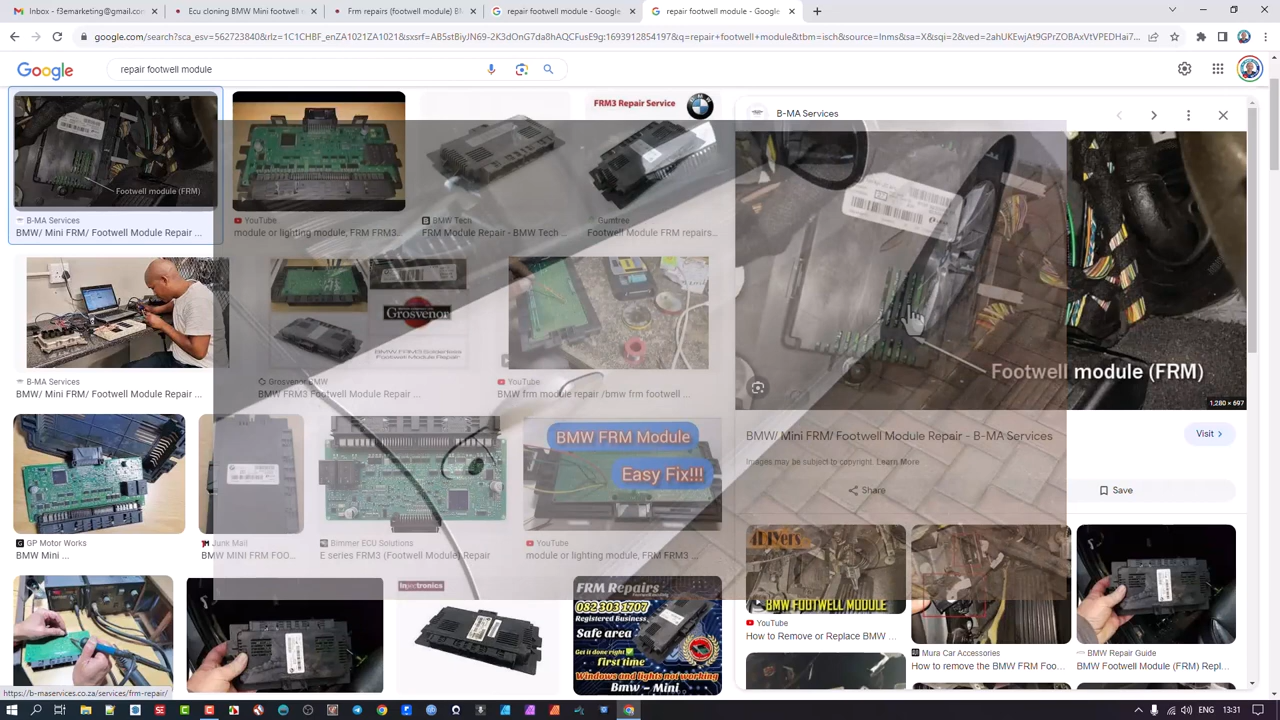 Inbox - f3emarketing@gmail.com
Ecu cloning BMW Mini footwell m
Frm repairs (footwell module) BM
repair footwell module - Google
repair footwell module - Google
google.com/search?sca_esv=562723840&rlz=1C1CHBF_enZA1021ZA1021&sxsrf=AB5stBiyJN69-2K3dOnG7da8hAQCFusE9g:1693912854197&q=repair+footwell+module&tbm=isch&source=lnms&sa=X&sqi=2&ved=2ahUKEwjAt9GPrZOBAxVtVPEDHai7...
Google
repair footwell module
Footwell module (FRM)
FRM3 Repair Service
B-MA Services
B-MA Services
BMW/ Mini FRM/ Footwell Module Repair ...
YouTube
module or lighting module, FRM FRM3...
BMW Tech
FRM Module Repair - BMW Tech ...
Gumtree
Footwell Module FRM repairs...
Grosvenor
BMW FRM3 Solderless
Footwell Module Repair
Footwell module (FRM)
1,280 × 697
B-MA Services
BMW/ Mini FRM/ Footwell Module Repair ...
Grosvenor BMW
BMW FRM3 Footwell Module Repair ...
YouTube
BMW frm module repair /bmw frm footwell ...
BMW/ Mini FRM/ Footwell Module Repair - B-MA Services
Visit
Images may be subject to copyright. Learn More
Share
Save
BMW FRM Module
Easy Fix!!!
GP Motor Works
BMW Mini ...
Junk Mail
BMW MINI FRM FOO...
Bimmer ECU Solutions
E series FRM3 (Footwell Module) Repair
YouTube
module or lighting module, FRM FRM3 ...
BMW FOOTWELL MODULE
YouTube
How to Remove or Replace BMW ...
Mura Car Accessories
How to remove the BMW FRM Foo...
BMW Repair Guide
BMW Footwell Module (FRM) Repl...
Injectronics
FRM Repairs
082 303 1707
Registered Business
Safe area
Get it done right
first time
Windows and lights not working
Bmw - Mini
https://b-maservices.co.za/services/frm-repair/
ENG
13:31